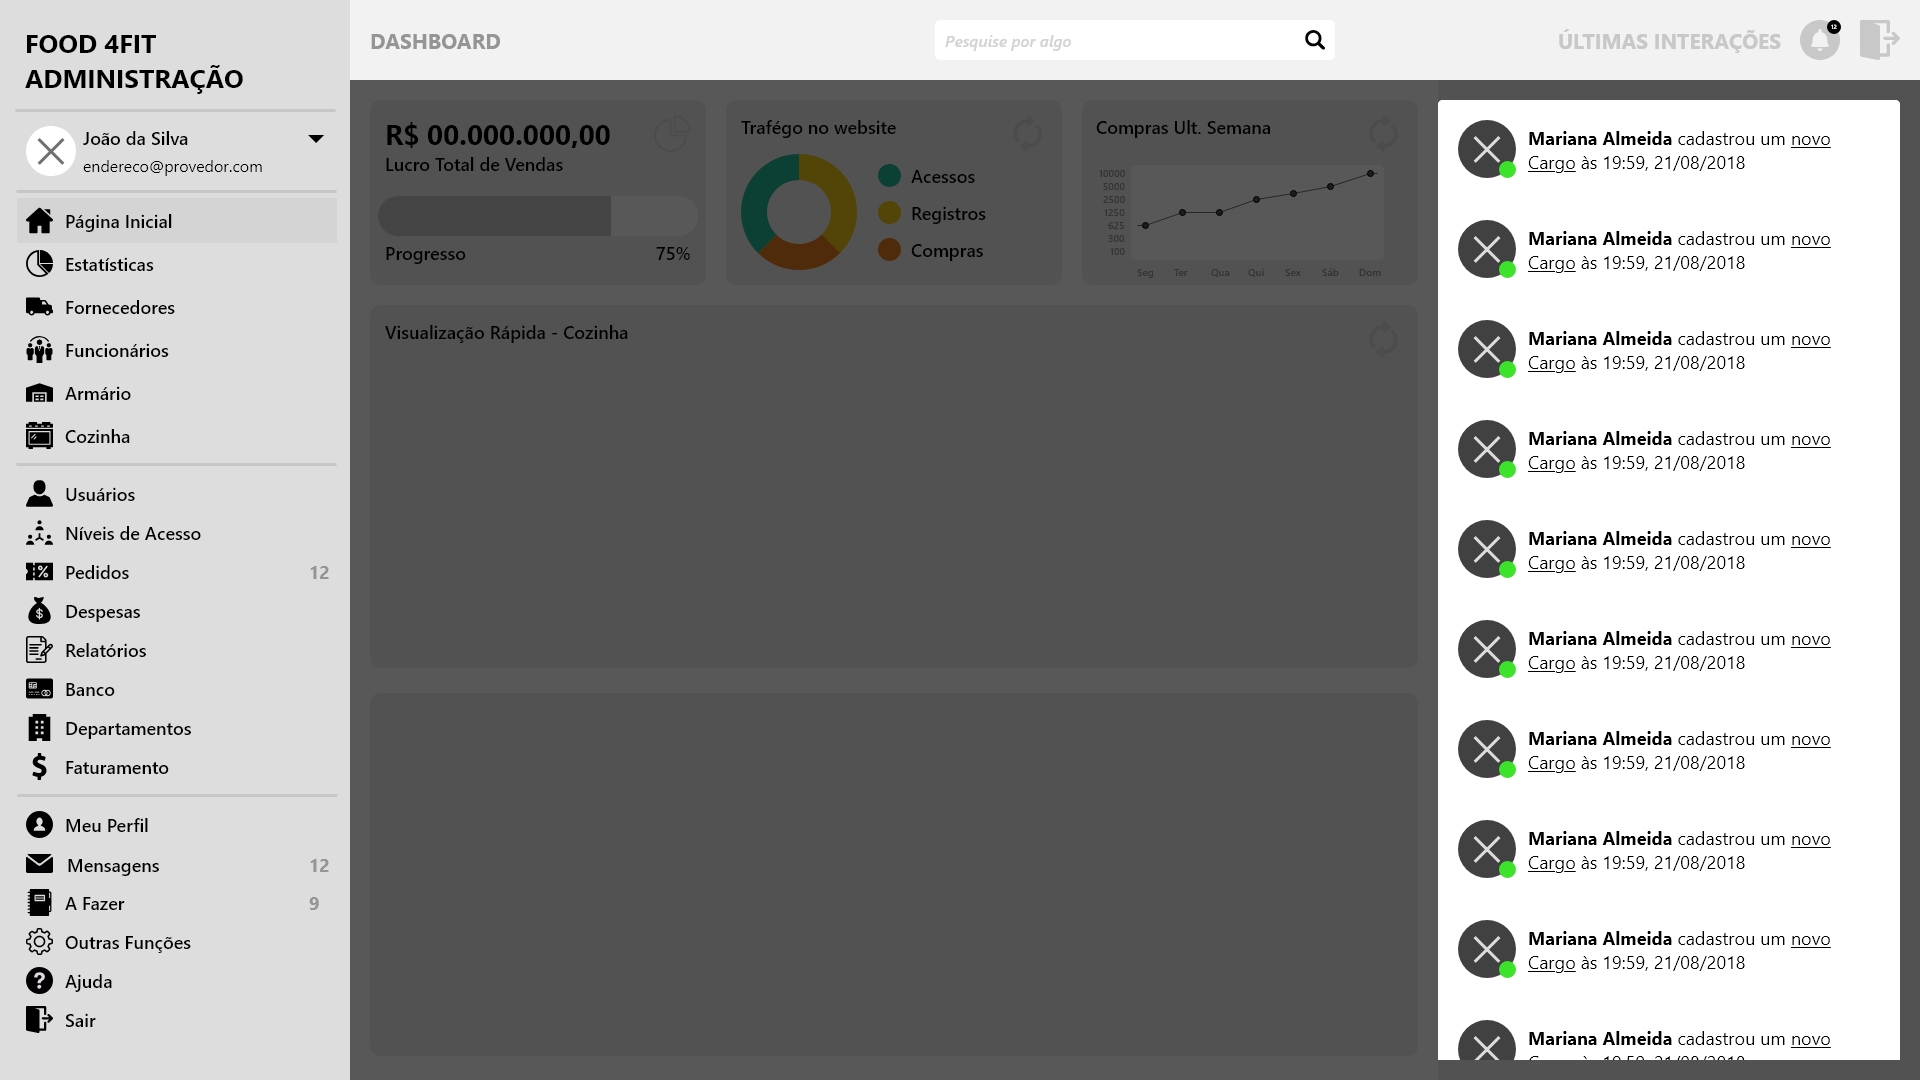 FOOD 4FIT
ADMINISTRAÇÃO
João da Silva
endereco@provedor.com
Página Inicial
Estatísticas
Fornecedores
Funcionários
Armário
Cozinha
Usuários
Níveis de Acesso
Pedidos 12
Despesas
Relatórios
Banco
Departamentos
Faturamento
Meu Perfil
Mensagens 12
A Fazer 9
Outras Funções
Ajuda
Sair
DASHBOARD
Pesquise por algo
ÚLTIMAS INTERAÇÕES
12
R$ 00.000.000,00
Lucro Total de Vendas
Progresso 75%
Trafégo no website
Acessos
Registros
Compras
Compras Ult. Semana
10000
5000
2500
1250
625
300
100
Seg Ter Qua Qui Sex Sáb Dom
Visualização Rápida - Cozinha
Mariana Almeida cadastrou um novo
Cargo às 19:59, 21/08/2018
Mariana Almeida cadastrou um novo
Cargo às 19:59, 21/08/2018
Mariana Almeida cadastrou um novo
Cargo às 19:59, 21/08/2018
Mariana Almeida cadastrou um novo
Cargo às 19:59, 21/08/2018
Mariana Almeida cadastrou um novo
Cargo às 19:59, 21/08/2018
Mariana Almeida cadastrou um novo
Cargo às 19:59, 21/08/2018
Mariana Almeida cadastrou um novo
Cargo às 19:59, 21/08/2018
Mariana Almeida cadastrou um novo
Cargo às 19:59, 21/08/2018
Mariana Almeida cadastrou um novo
Cargo às 19:59, 21/08/2018
Mariana Almeida cadastrou um novo